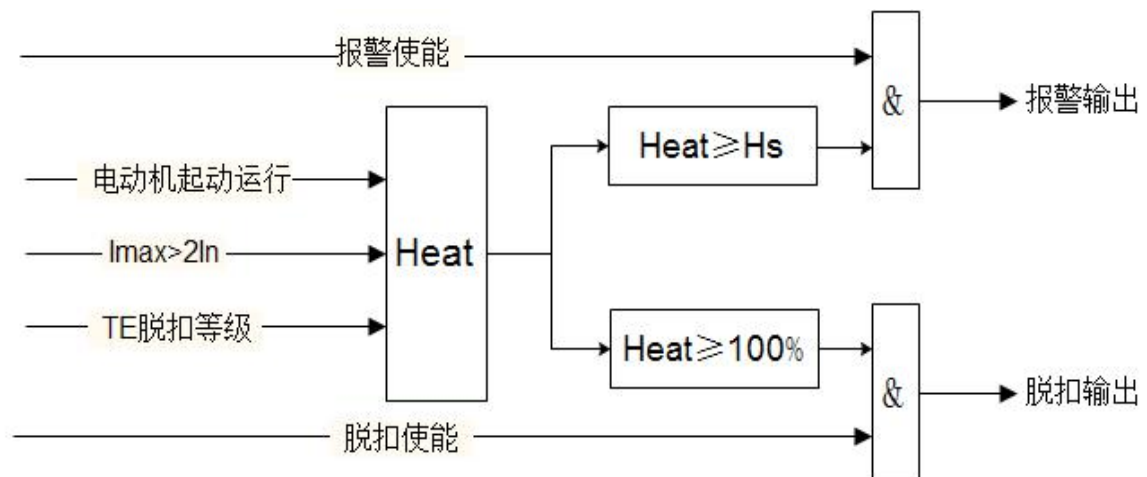 报警使能
&
报警输出
Heat≥Hs
电动机起动运行
Imax>2In
Heat
TE脱扣等级
Heat≥100%
&
脱扣输出
脱扣使能